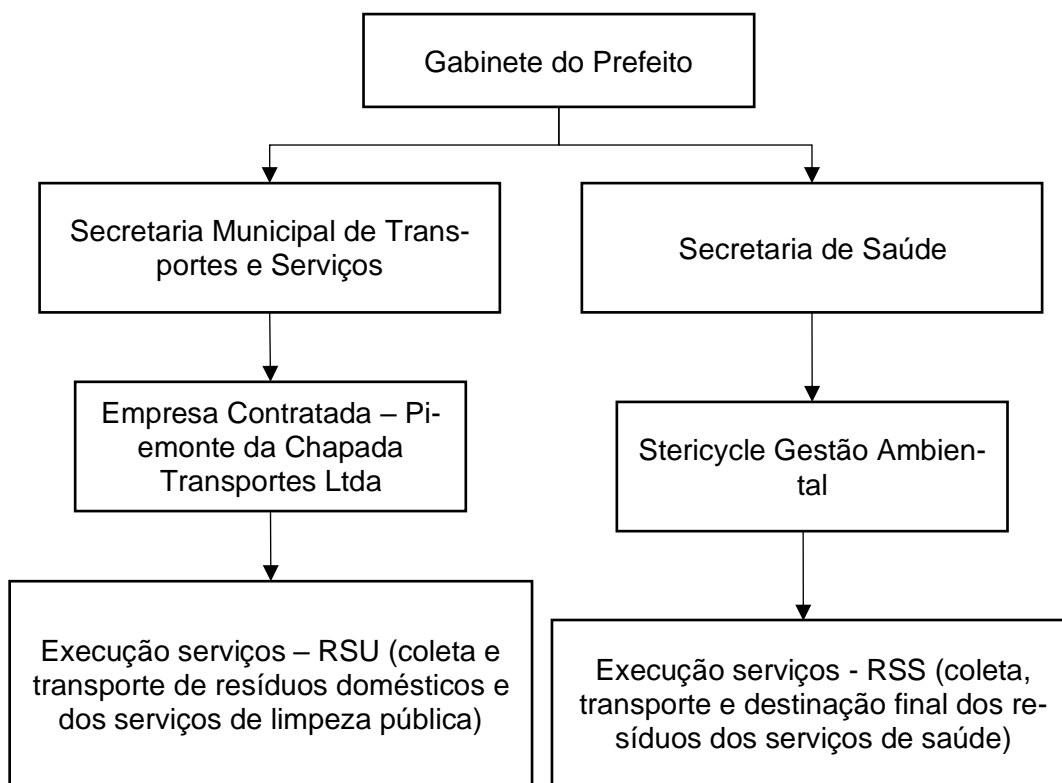 Gabinete do Prefeito
Secretaria Municipal de Trans-
portes e Serviços
Secretaria de Saúde
Empresa Contratada – Pi-
emonte da Chapada
Transportes Ltda
Stericycle Gestão Ambien-
tal
Execução serviços – RSU (coleta e
transporte de resíduos domésticos e
dos serviços de limpeza pública)
Execução serviços - RSS (coleta,
transporte e destinação final dos re-
síduos dos serviços de saúde)